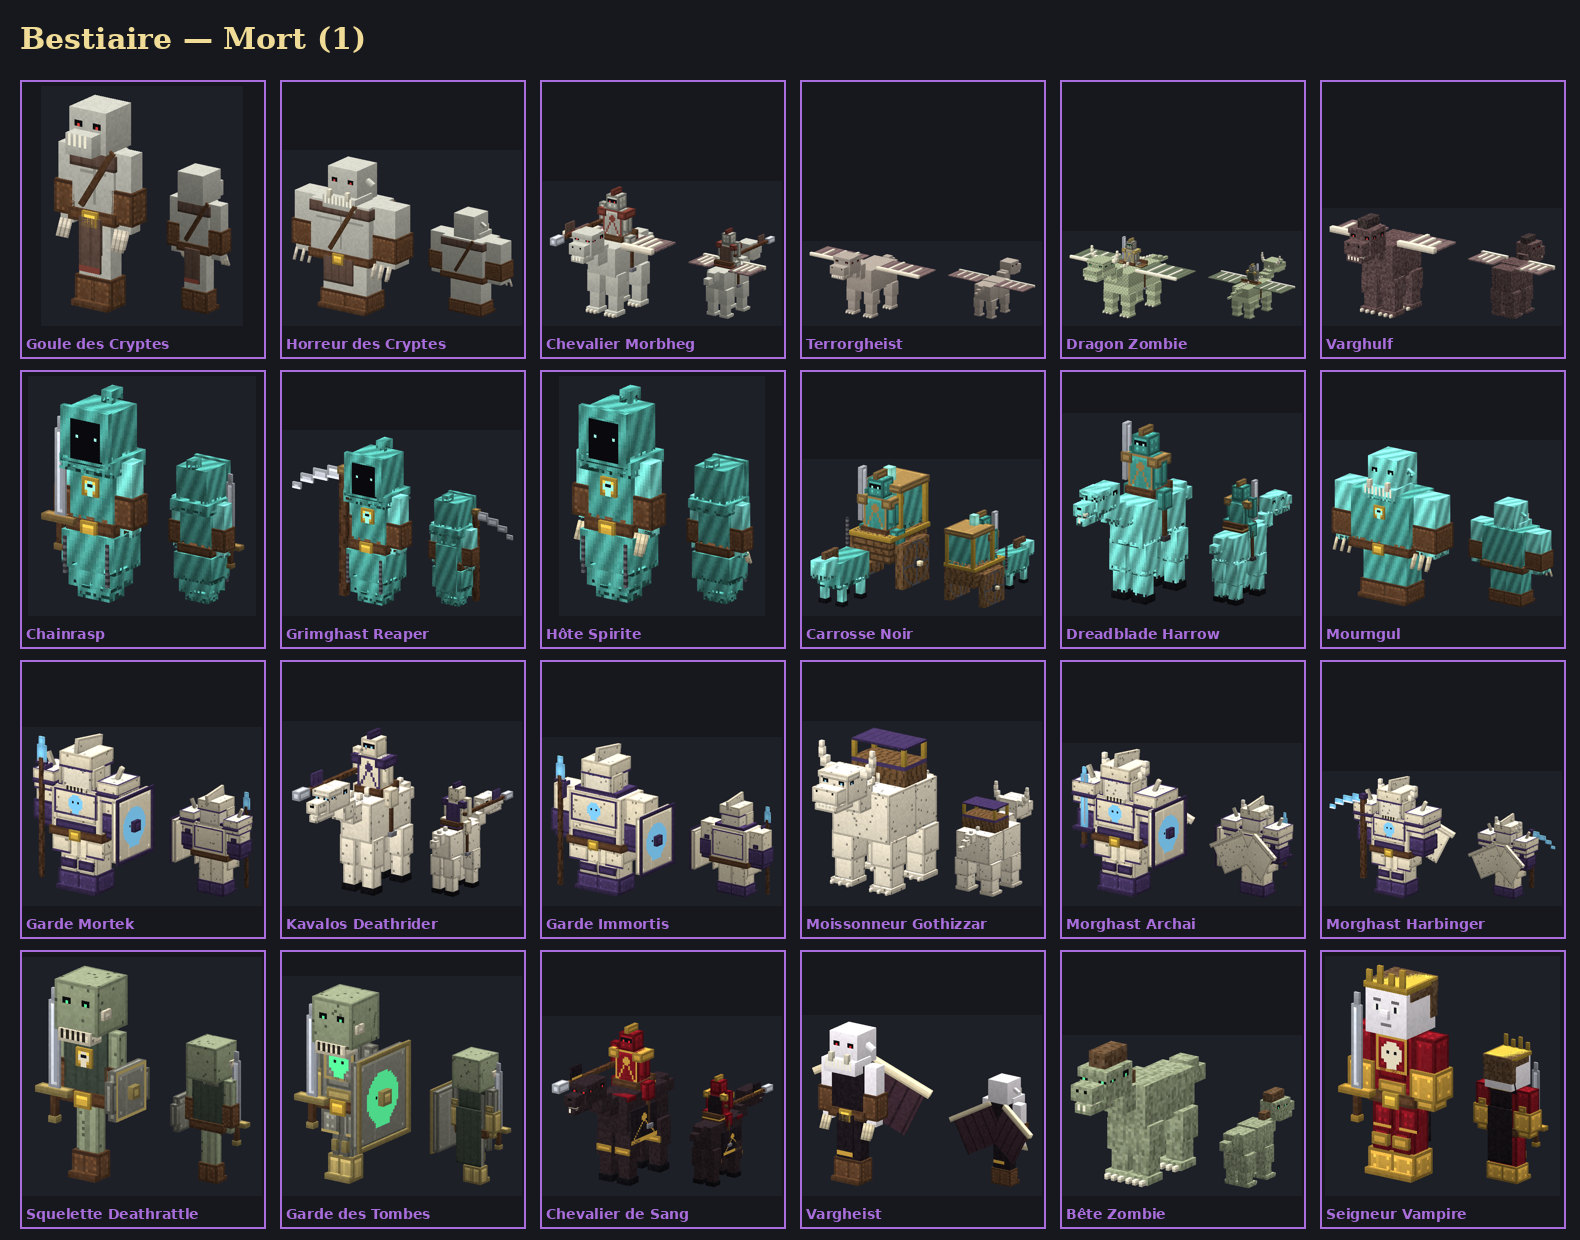 Bestiaire — Mort (1)
Goule des Cryptes
Horreur des Cryptes
Chevalier Morbheg
Terrorgheist
Dragon Zombie
Varghulf
Chainrasp
Grimghast Reaper
Hôte Spirite
Carrosse Noir
Dreadblade Harrow
Mourngul
Garde Mortek
Kavalos Deathrider
Garde Immortis
Moissonneur Gothizzar
Morghast Archai
Morghast Harbinger
Squelette Deathrattle
Garde des Tombes
Chevalier de Sang
Vargheist
Bête Zombie
Seigneur Vampire